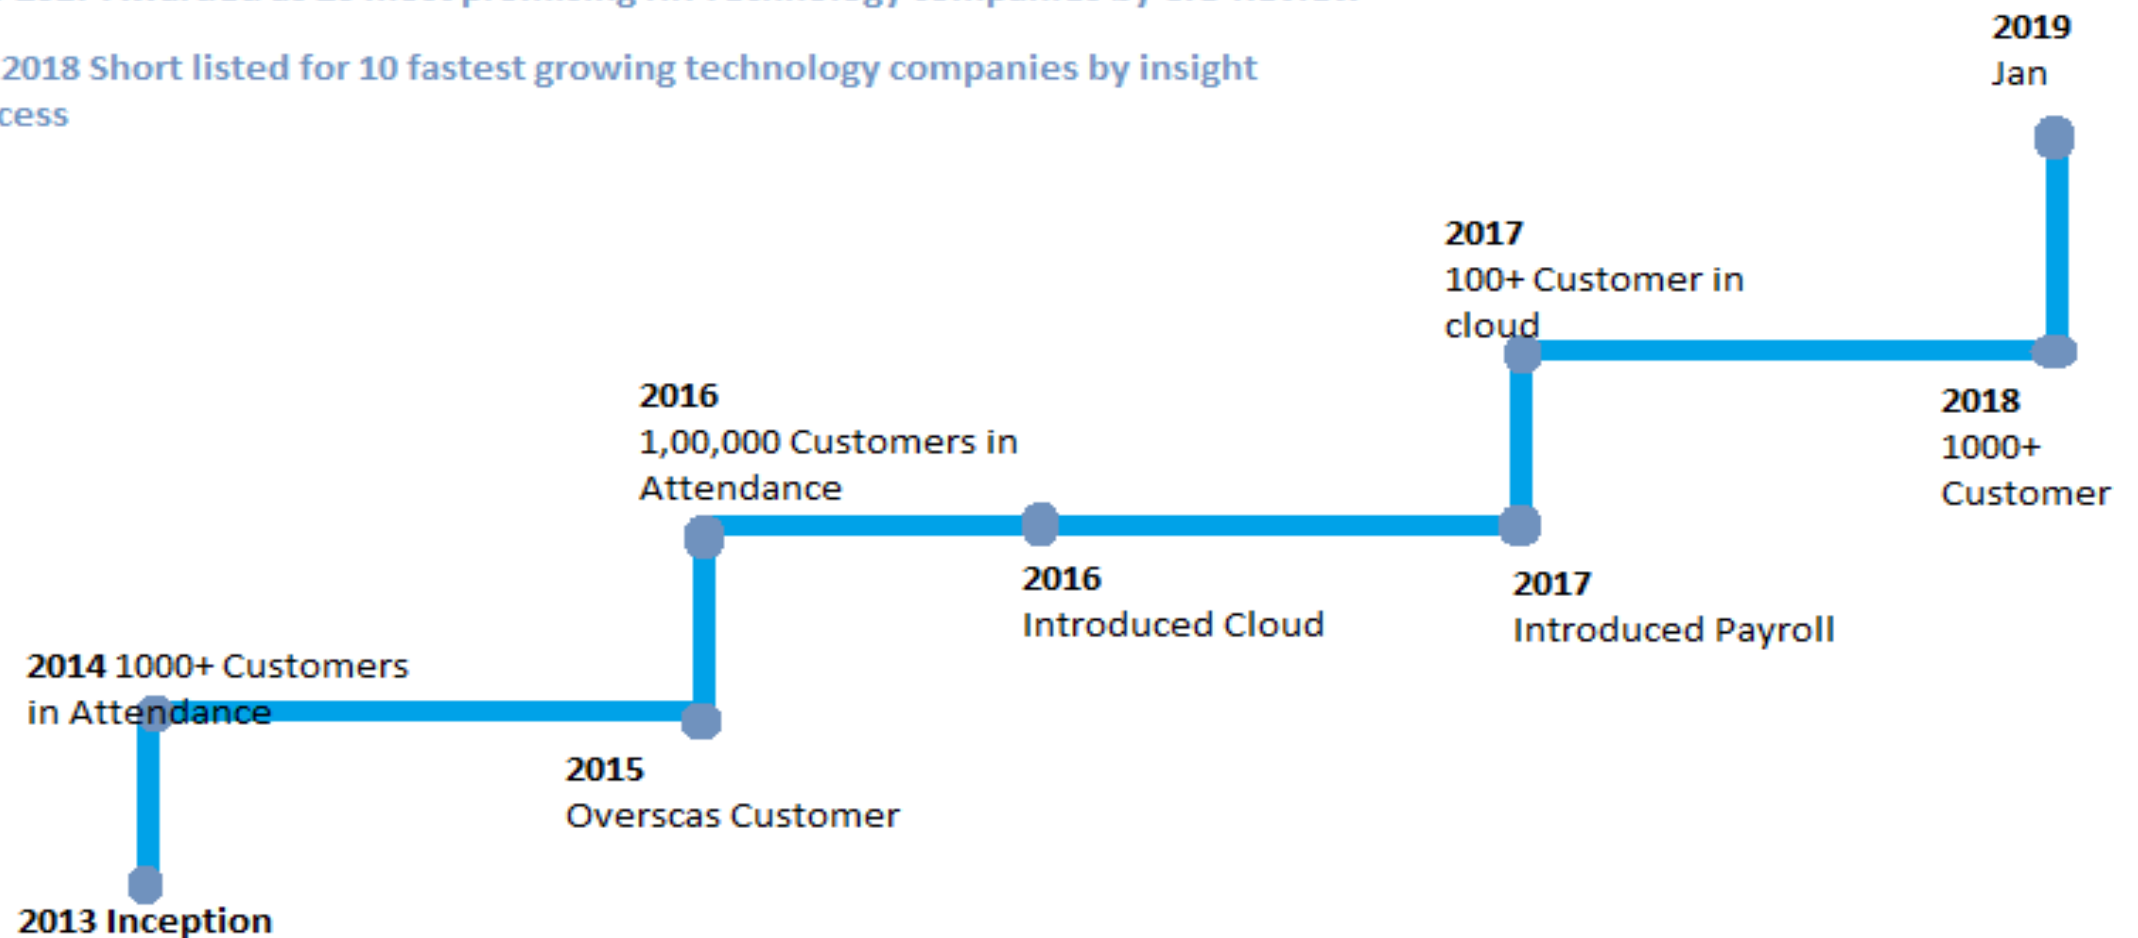 2018 Short listed for 10 fastest growing technology companies by insight
cess
2019
Jan
2017
100+ Customer in
cloud
2018
1000+
Customer
2016
1,00,000 Customers in
Attendance
2016
Introduced Cloud
2017
Introduced Payroll
2014 1000+ Customers
in Attendance
2015
Overscas Customer
2013 Inception